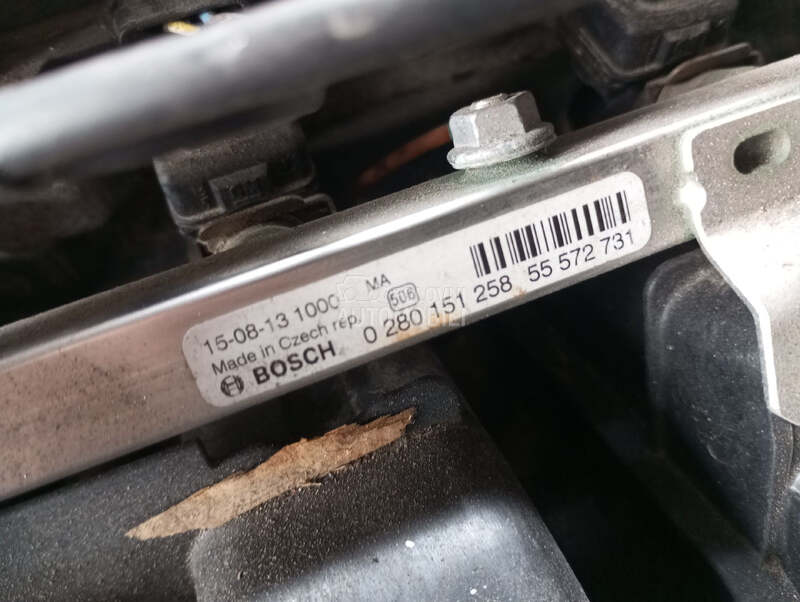 15-08-13 1000 MA
Made in Czech rep. 506
BOSCH 0 280 151 258 55 572 731